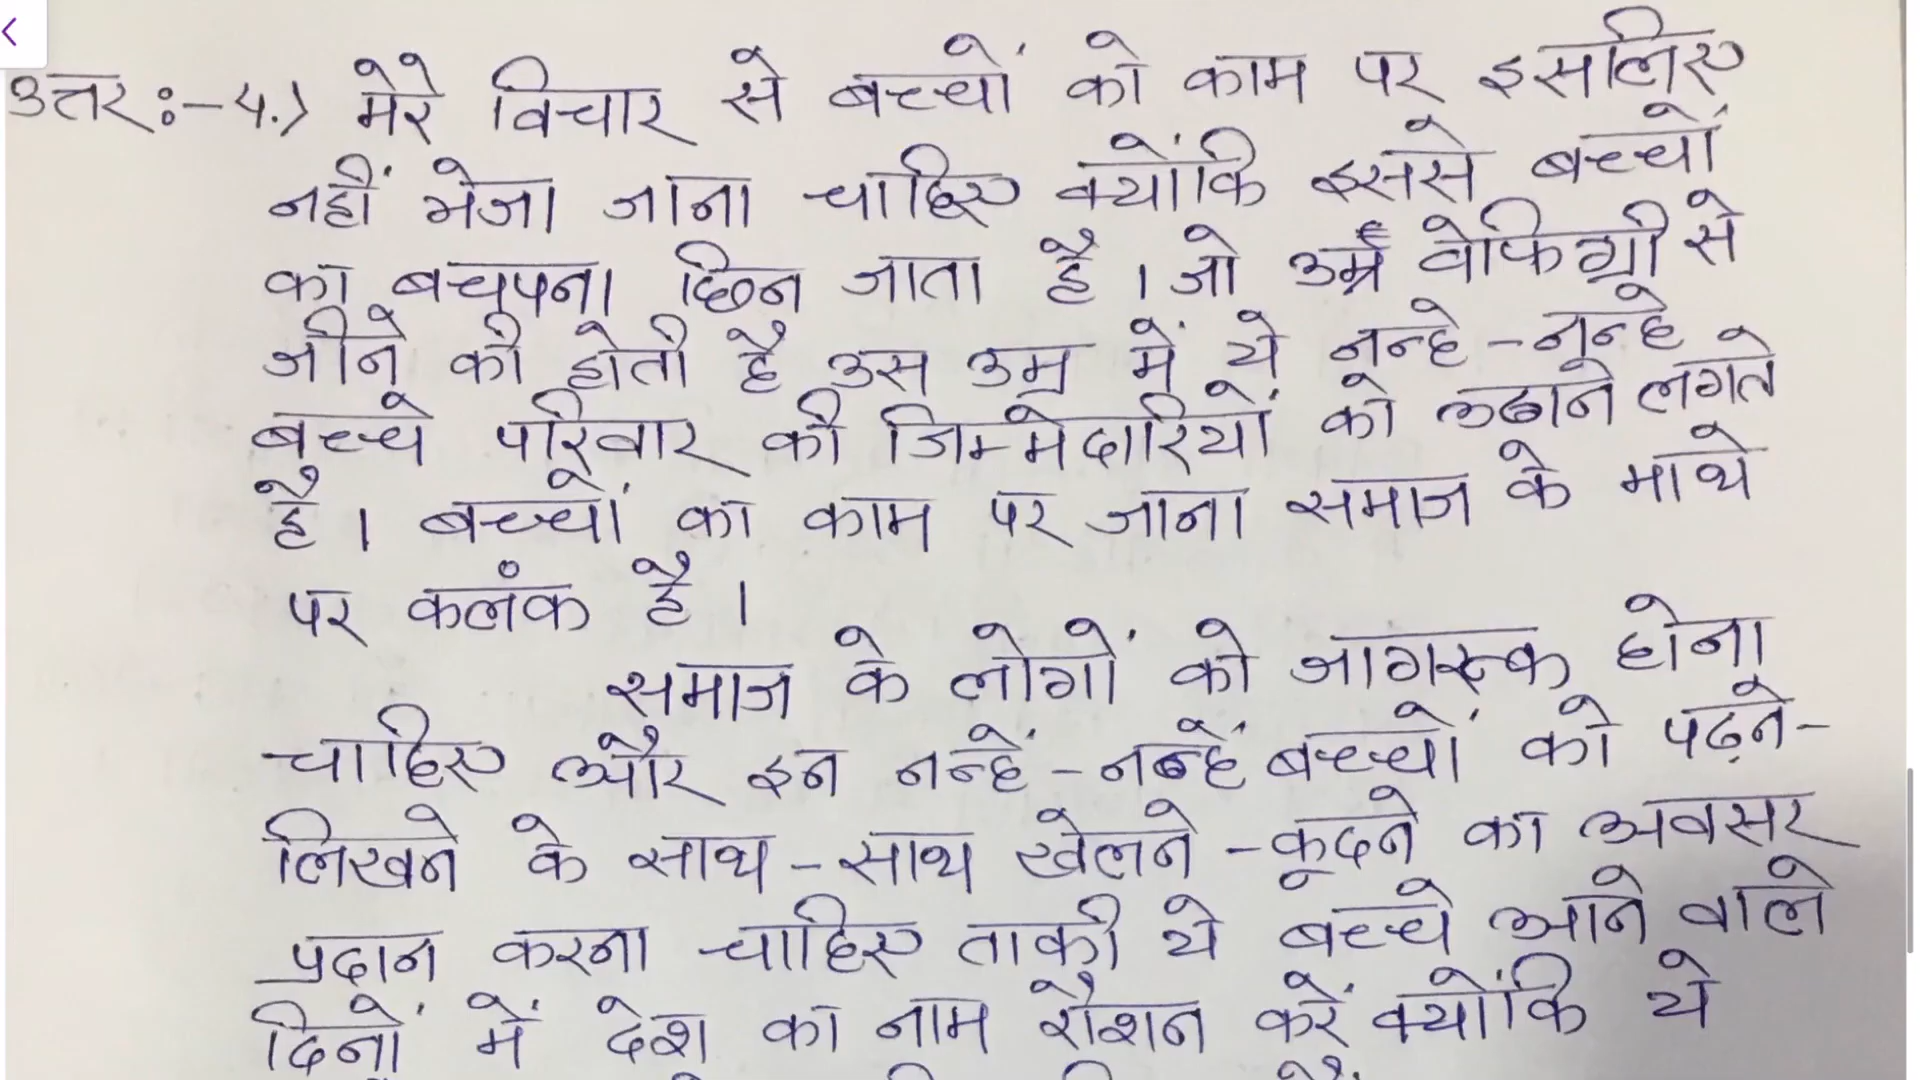 उत्तर:-4.) मेरे विचार से बच्चों को काम पर इसलिए
नहीं भेजा जाना चाहिए क्योंकि इससे बच्चों
का बचपना छिन जाता है। जो उम्र बेफिग्री से
जीने की होती है उस उम्र में ये नन्हे-नन्हे
बच्चे परिवार की जिम्मेदारियों को उठाने लगते
है। बच्चों का काम पर जाना समाज के माथे
पर कलंक है।
समाज के लोगों को जागरूक होना
चाहिए और इन नन्हें-नन्हें बच्चों को पढ़ने-
लिखने के साथ-साथ खेलने-कूदने का अवसर
प्रदान करना चाहिए ताकी ये बच्चे आने वाले
दिनों में देश का नाम रौशन करें क्योंकि ये